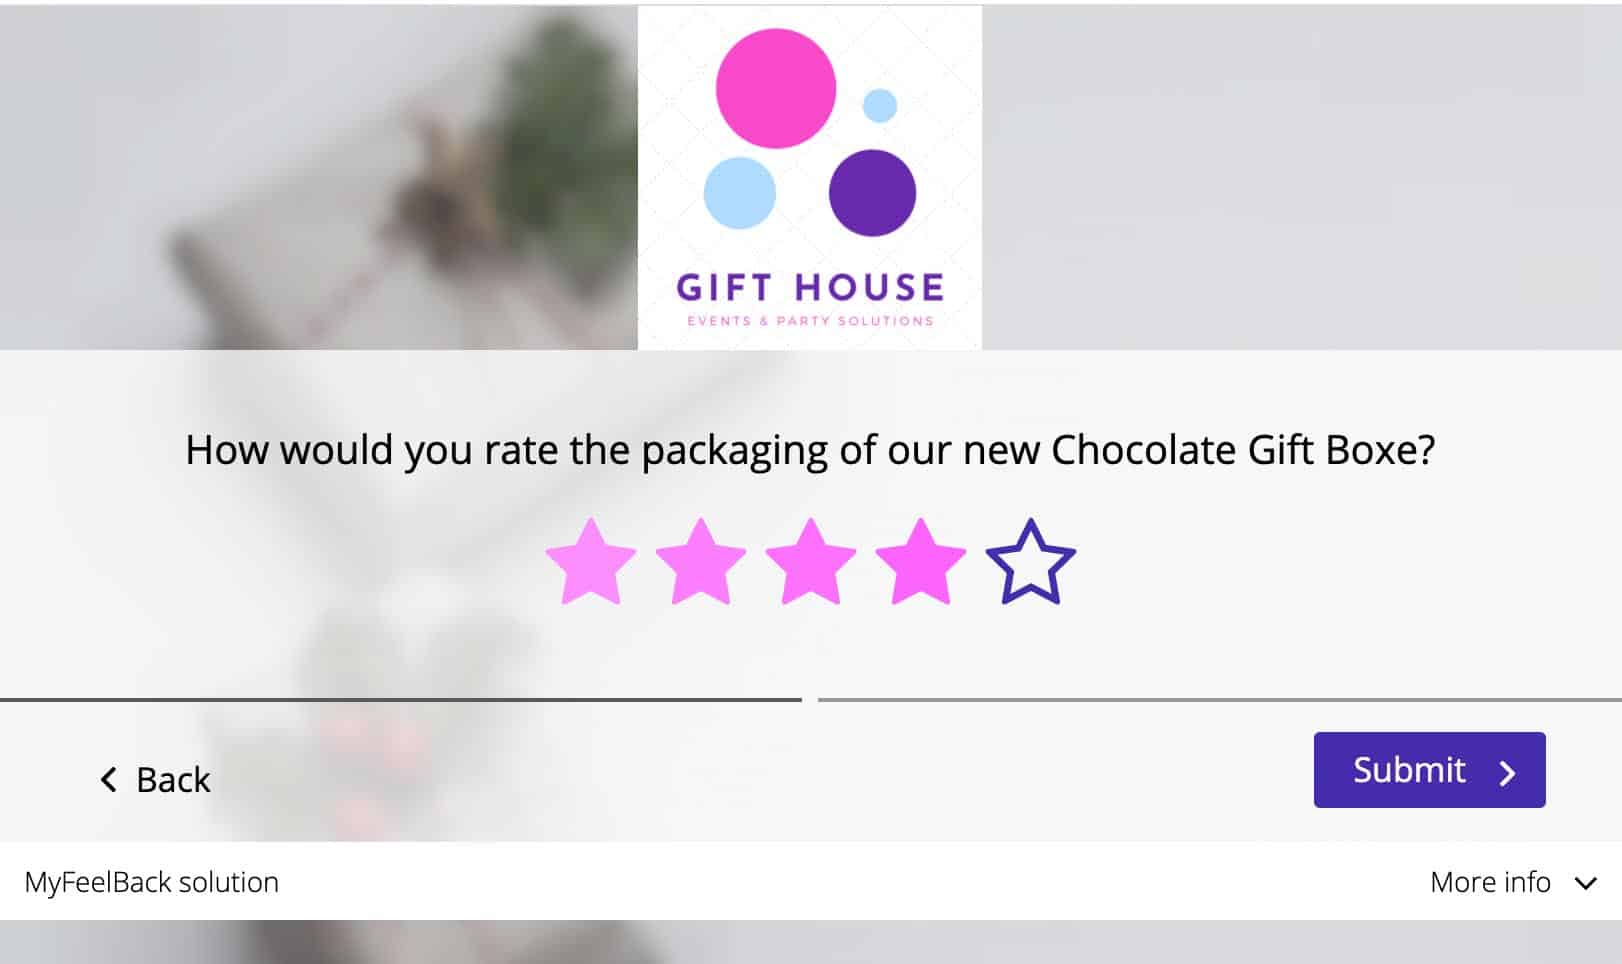 GIFT HOUSE
EVENTS & PARTY SOLUTIONS
How would you rate the packaging of our new Chocolate Gift Boxe?
Back
Submit
MyFeelBack solution
More info